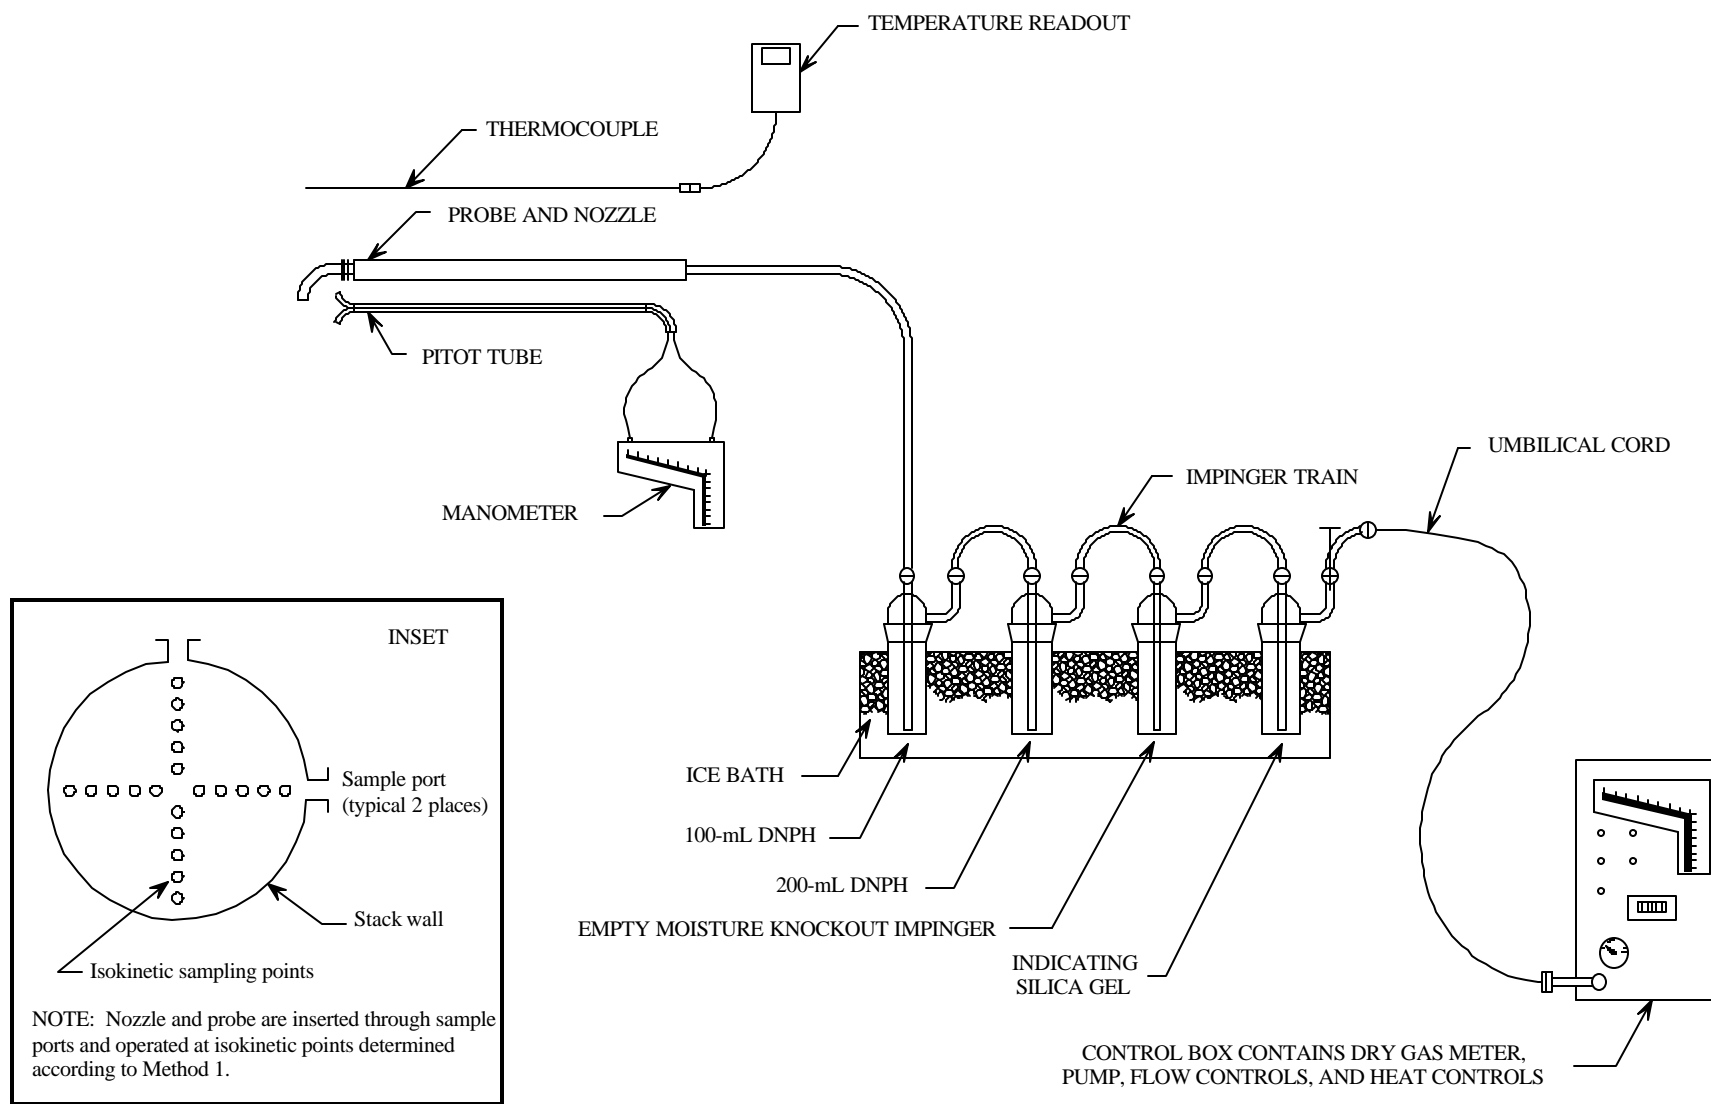 TEMPERATURE READOUT
THERMOCOUPLE
PROBE AND NOZZLE
PITOT TUBE
MANOMETER
UMBILICAL CORD
IMPINGER TRAIN
INSET
Sample port
(typical 2 places)
Stack wall
Isokinetic sampling points
NOTE: Nozzle and probe are inserted through sample
ports and operated at isokinetic points determined
according to Method 1.
ICE BATH
100-mL DNPH
200-mL DNPH
EMPTY MOISTURE KNOCKOUT IMPINGER
INDICATING
SILICA GEL
CONTROL BOX CONTAINS DRY GAS METER,
PUMP, FLOW CONTROLS, AND HEAT CONTROLS